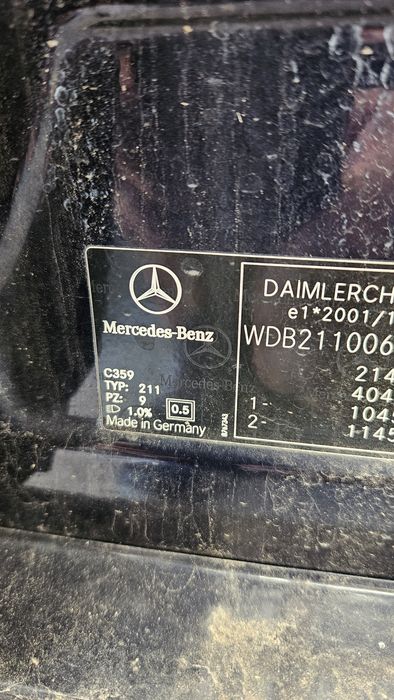 Mercedes-Benz
C359
TYP: 211
PZ: 9
1.0% 0.5
Made in Germany
DAIMLERCH
e1*2001/1
WDB211006
214
1- 404
2- 1045
1145